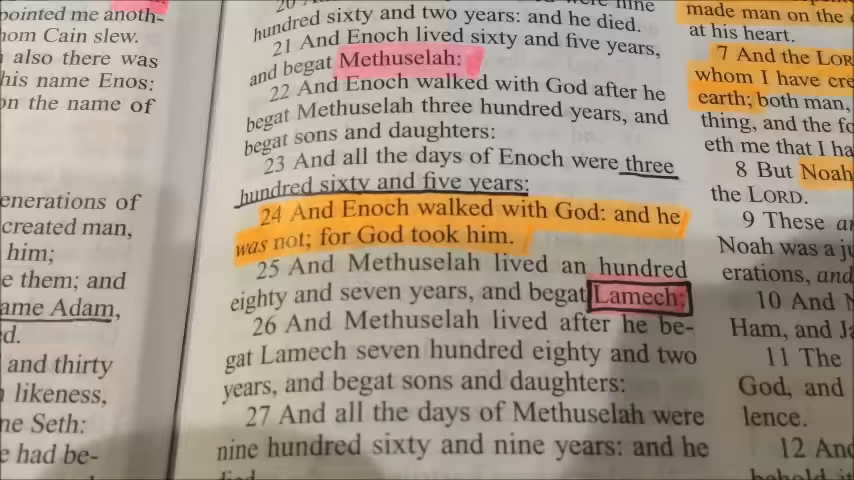 pointed me anoth-
hom Cain slew.
also there was
his name Enos:
on the name of
enerations of
created man,
him;
e them; and
ame Adam,
d.
and thirty
likeness,
ne Seth:
e had be-
hundred sixty and two years: and he died.
21 And Enoch lived sixty and five years,
and begat Methuselah:
22 And Enoch walked with God after he
begat Methuselah three hundred years, and
begat sons and daughters:
23 And all the days of Enoch were three
hundred sixty and five years:
24 And Enoch walked with God: and he
was not; for God took him.
25 And Methuselah lived an hundred
eighty and seven years, and begat Lamech:
26 And Methuselah lived after he be-
gat Lamech seven hundred eighty and two
years, and begat sons and daughters:
27 And all the days of Methuselah were
nine hundred sixty and nine years: and he
made man on the
at his heart.
7 And the LOR
whom I have cre
earth; both man,
thing, and the fo
eth me that I ha
8 But Noah
the LORD.
9 These ar
Noah was a ju
erations, and
10 And N
Ham, and Ja
11 The
God, and
lence.
12 And